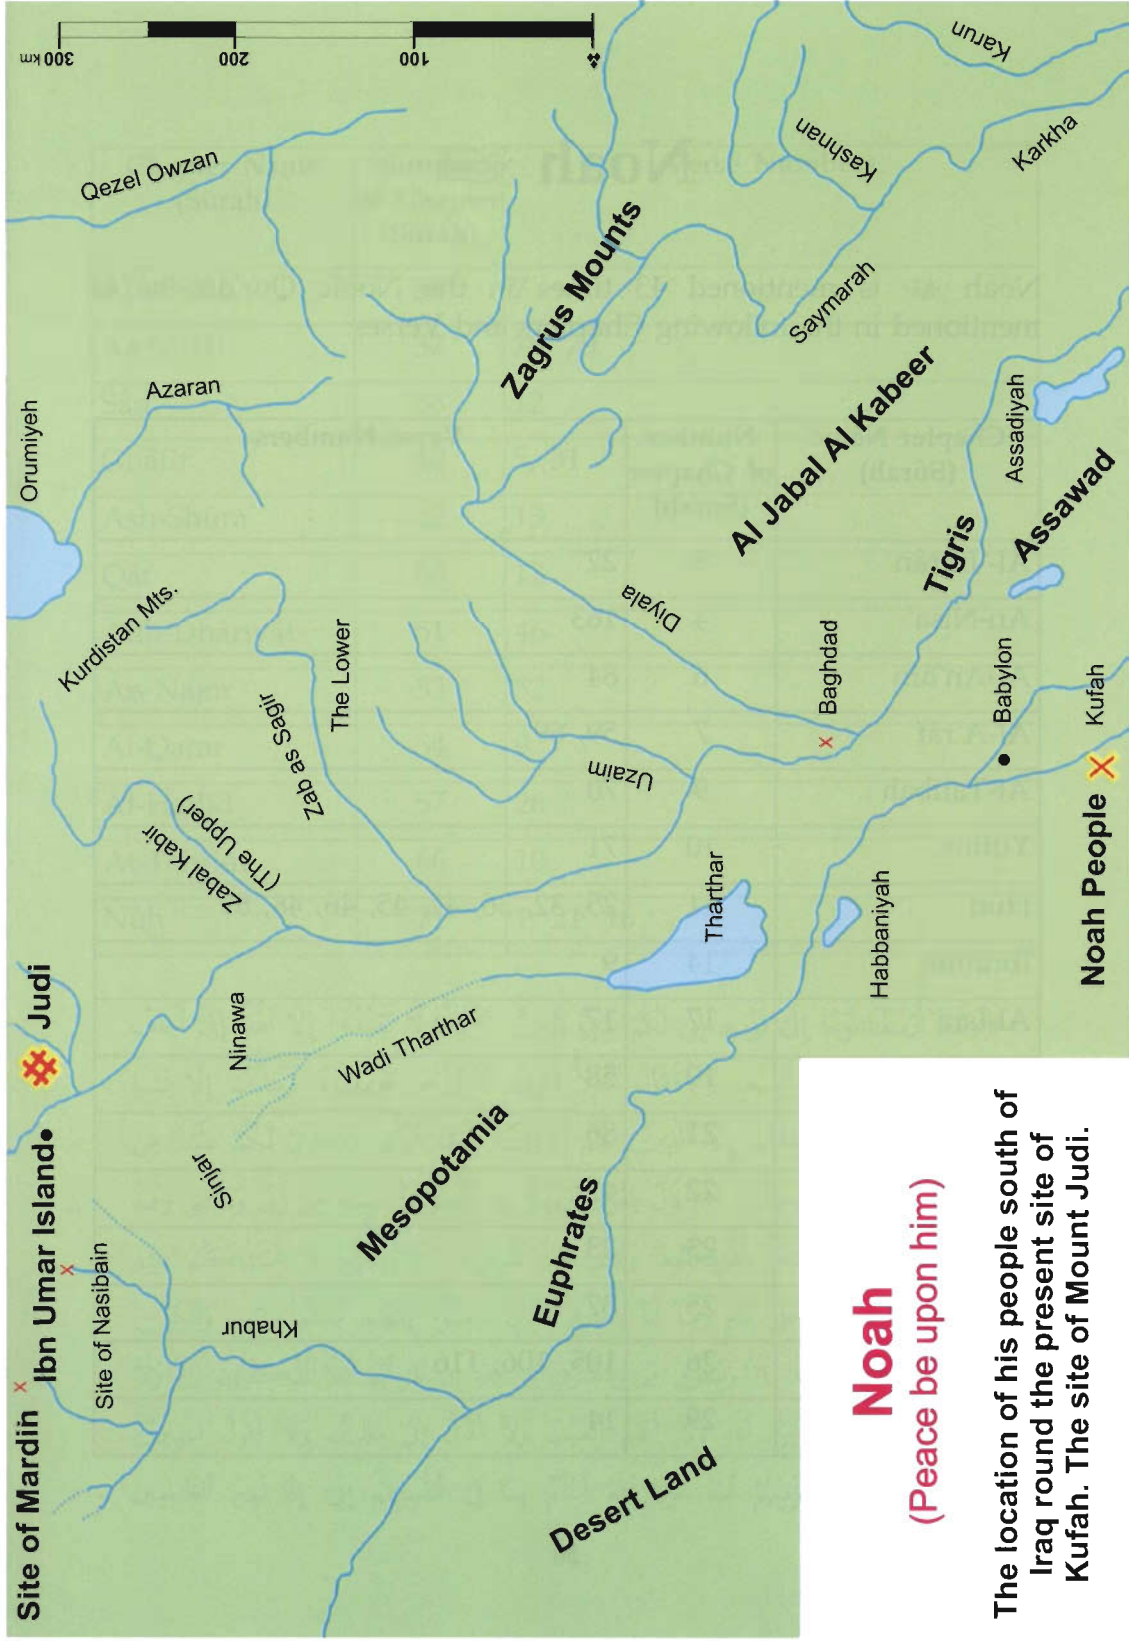 Site of Mardin
Ibn Umar Island
Judi
Orumiyeh
Site of Nasibain
Kurdistan Mts.
Qezel Owzan
Azaran
Sinjar
Ninawa
Zabal Kabir
(The Upper)
Khabur
Zab as Sagir
The Lower
Wadi Tharthar
Mesopotamia
Euphrates
Zagrus Mounts
Desert Land
Uzaim
Diyala
Tharthar
Baghdad
Al Jabal Al Kabeer
Saymarah
Kashnan
Karun
Karkha
Habbaniyah
Tigris
Babylon
Assadiyah
Assawad
Kufah
Noah People
300 km
200
100
Noah
(Peace be upon him)
The location of his people south of
Iraq round the present site of
Kufah. The site of Mount Judi.